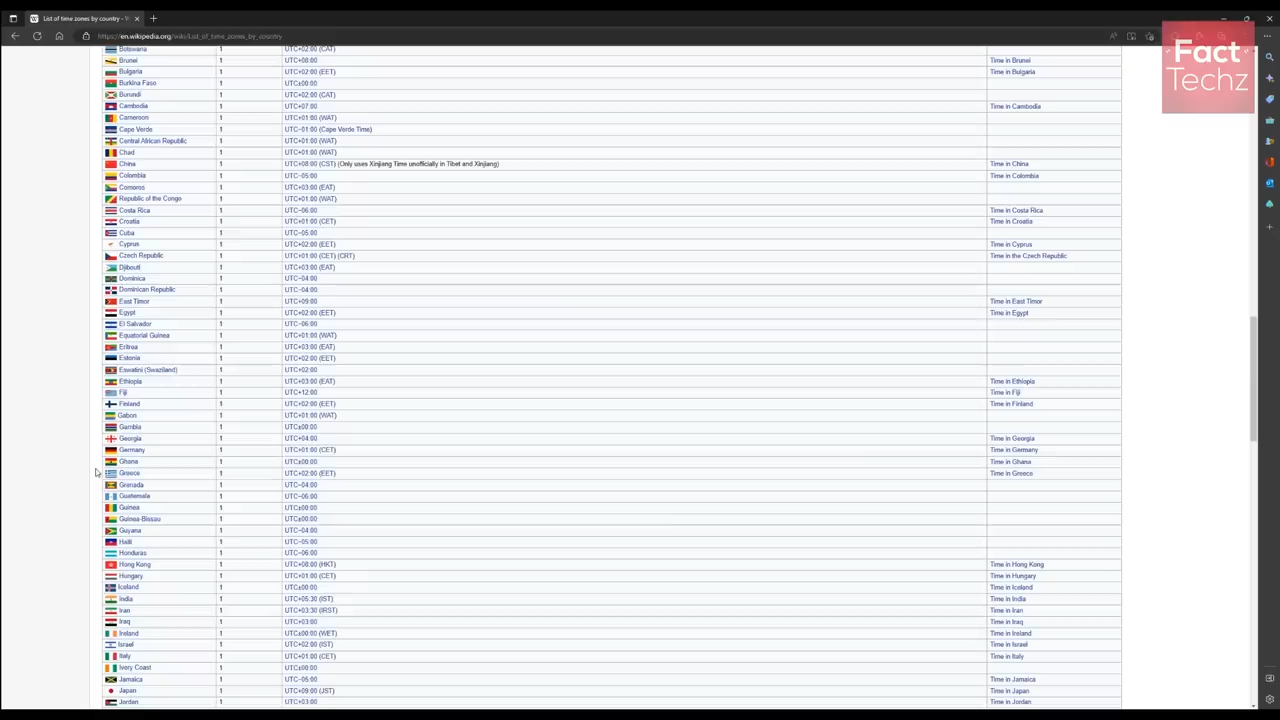 List of time zones by country - W
https://en.wikipedia.org/wiki/List_of_time_zones_by_country
Fact
Techz
Botswana 1 UTC+02:00 (CAT)
Brunei 1 UTC+08:00 Time in Brunei
Bulgaria 1 UTC+02:00 (EET) Time in Bulgaria
Burkina Faso 1 UTC±00:00
Burundi 1 UTC+02:00 (CAT)
Cambodia 1 UTC+07:00 Time in Cambodia
Cameroon 1 UTC+01:00 (WAT)
Cape Verde 1 UTC−01:00 (Cape Verde Time)
Central African Republic 1 UTC+01:00 (WAT)
Chad 1 UTC+01:00 (WAT)
China 1 UTC+08:00 (CST) (Only uses Xinjiang Time unofficially in Tibet and Xinjiang) Time in China
Colombia 1 UTC−05:00 Time in Colombia
Comoros 1 UTC+03:00 (EAT)
Republic of the Congo 1 UTC+01:00 (WAT)
Costa Rica 1 UTC−06:00 Time in Costa Rica
Croatia 1 UTC+01:00 (CET) Time in Croatia
Cuba 1 UTC−05:00
Cyprus 1 UTC+02:00 (EET) Time in Cyprus
Czech Republic 1 UTC+01:00 (CET) (CRT) Time in the Czech Republic
Djibouti 1 UTC+03:00 (EAT)
Dominica 1 UTC−04:00
Dominican Republic 1 UTC−04:00
East Timor 1 UTC+09:00 Time in East Timor
Egypt 1 UTC+02:00 (EET) Time in Egypt
El Salvador 1 UTC−06:00
Equatorial Guinea 1 UTC+01:00 (WAT)
Eritrea 1 UTC+03:00 (EAT)
Estonia 1 UTC+02:00 (EET)
Eswatini (Swaziland) 1 UTC+02:00
Ethiopia 1 UTC+03:00 (EAT) Time in Ethiopia
Fiji 1 UTC+12:00 Time in Fiji
Finland 1 UTC+02:00 (EET) Time in Finland
Gabon 1 UTC+01:00 (WAT)
Gambia 1 UTC±00:00
Georgia 1 UTC+04:00 Time in Georgia
Germany 1 UTC+01:00 (CET) Time in Germany
Ghana 1 UTC±00:00 Time in Ghana
Greece 1 UTC+02:00 (EET) Time in Greece
Grenada 1 UTC−04:00
Guatemala 1 UTC−06:00
Guinea 1 UTC±00:00
Guinea-Bissau 1 UTC±00:00
Guyana 1 UTC−04:00
Haiti 1 UTC−05:00
Honduras 1 UTC−06:00
Hong Kong 1 UTC+08:00 (HKT) Time in Hong Kong
Hungary 1 UTC+01:00 (CET) Time in Hungary
Iceland 1 UTC±00:00 Time in Iceland
India 1 UTC+05:30 (IST) Time in India
Iran 1 UTC+03:30 (IRST) Time in Iran
Iraq 1 UTC+03:00 Time in Iraq
Ireland 1 UTC±00:00 (WET) Time in Ireland
Israel 1 UTC+02:00 (IST) Time in Israel
Italy 1 UTC+01:00 (CET) Time in Italy
Ivory Coast 1 UTC±00:00
Jamaica 1 UTC−05:00 Time in Jamaica
Japan 1 UTC+09:00 (JST) Time in Japan
Jordan 1 UTC+03:00 Time in Jordan